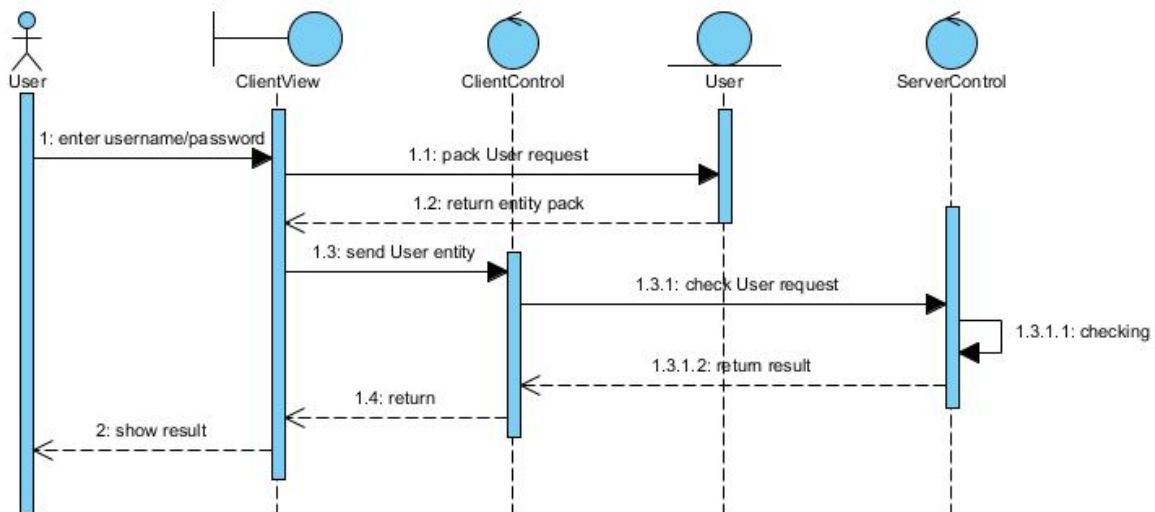 User
ClientView
ClientControl
User
ServerControl
1: enter username/password
1.1: pack User request
1.2: return entity pack
1.3: send User entity
1.3.1: check User request
1.3.1.1: checking
1.3.1.2: return result
1.4: return
2: show result